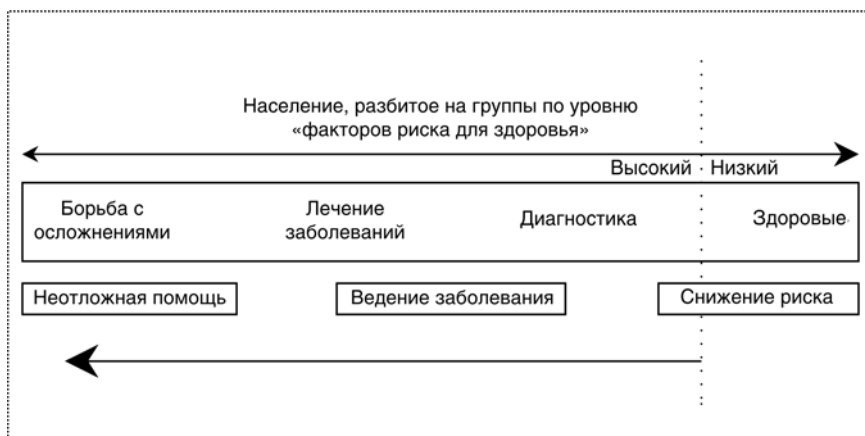 Население, разбитое на группы по уровню
«факторов риска для здоровья»
Высокий Низкий
Борьба с осложнениями
Лечение заболеваний
Диагностика
Здоровые
Неотложная помощь
Ведение заболевания
Снижение риска